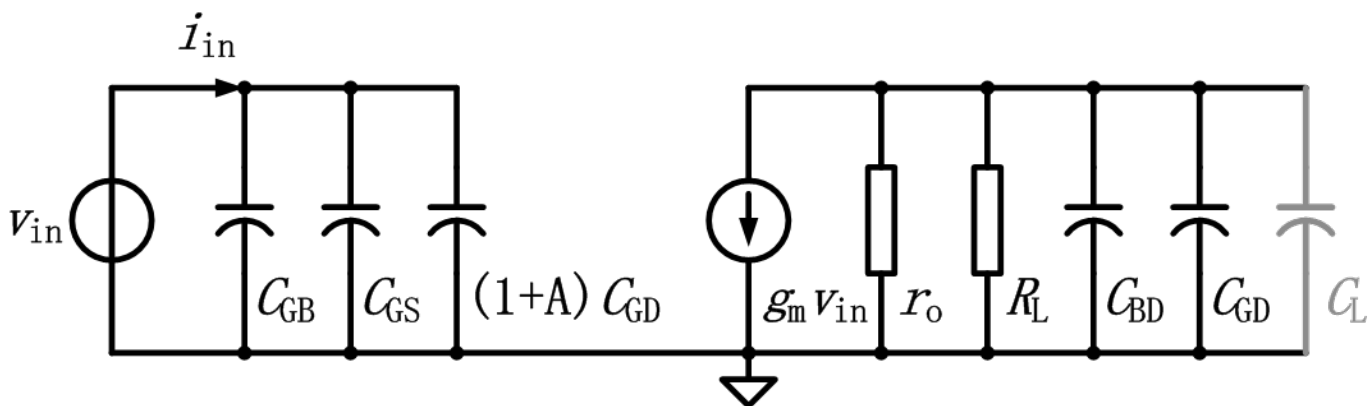 i_in
v_in
C_GB
C_GS
(1+A) C_GD
g_m v_in
r_o
R_L
C_BD
C_GD
C_L